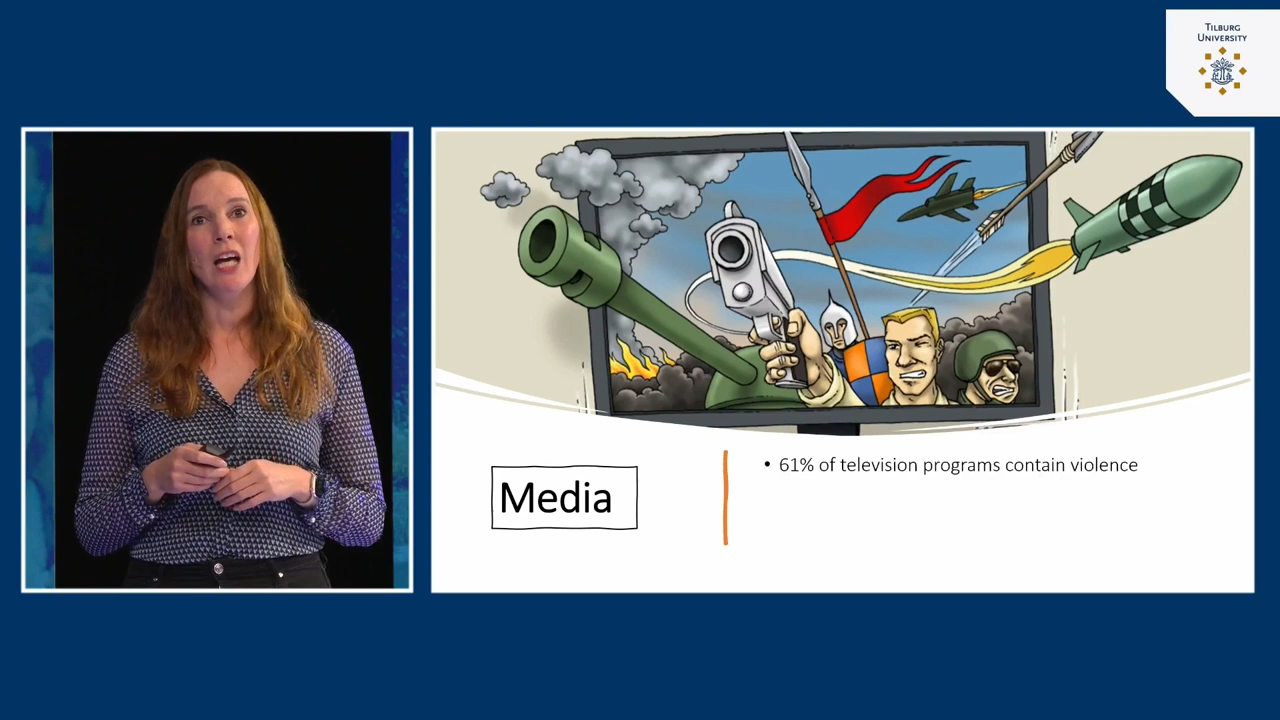 TILBURG
UNIVERSITY
Media
• 61% of television programs contain violence